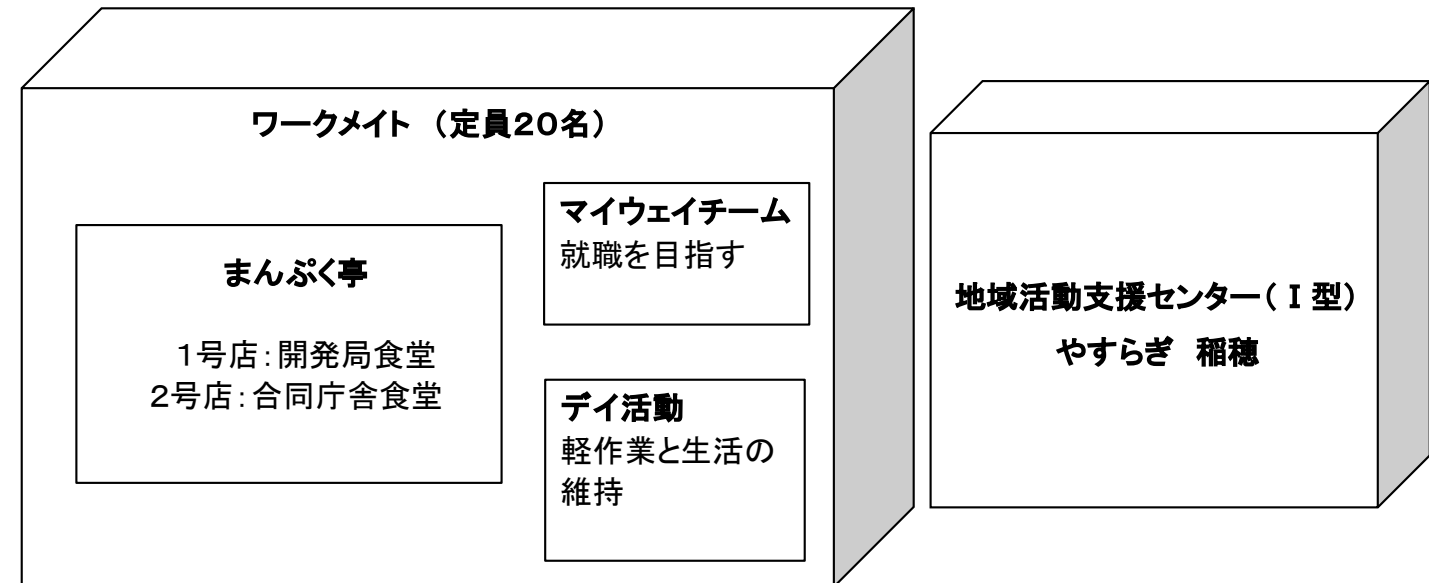 ワークメイト （定員２０名）
まんぷく亭
１号店：開発局食堂
２号店：合同庁舎食堂
マイウェイチーム
就職を目指す
デイ活動
軽作業と生活の
維持
地域活動支援センター（Ⅰ型）
やすらぎ　稲穂